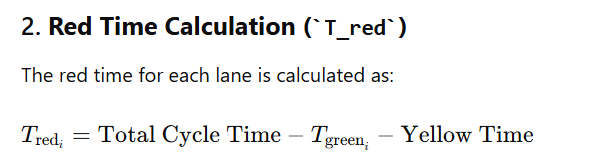 2. Red Time Calculation (`T_red`)
The red time for each lane is calculated as:
T_{red_i} = Total Cycle Time − T_{green_i} − Yellow Time